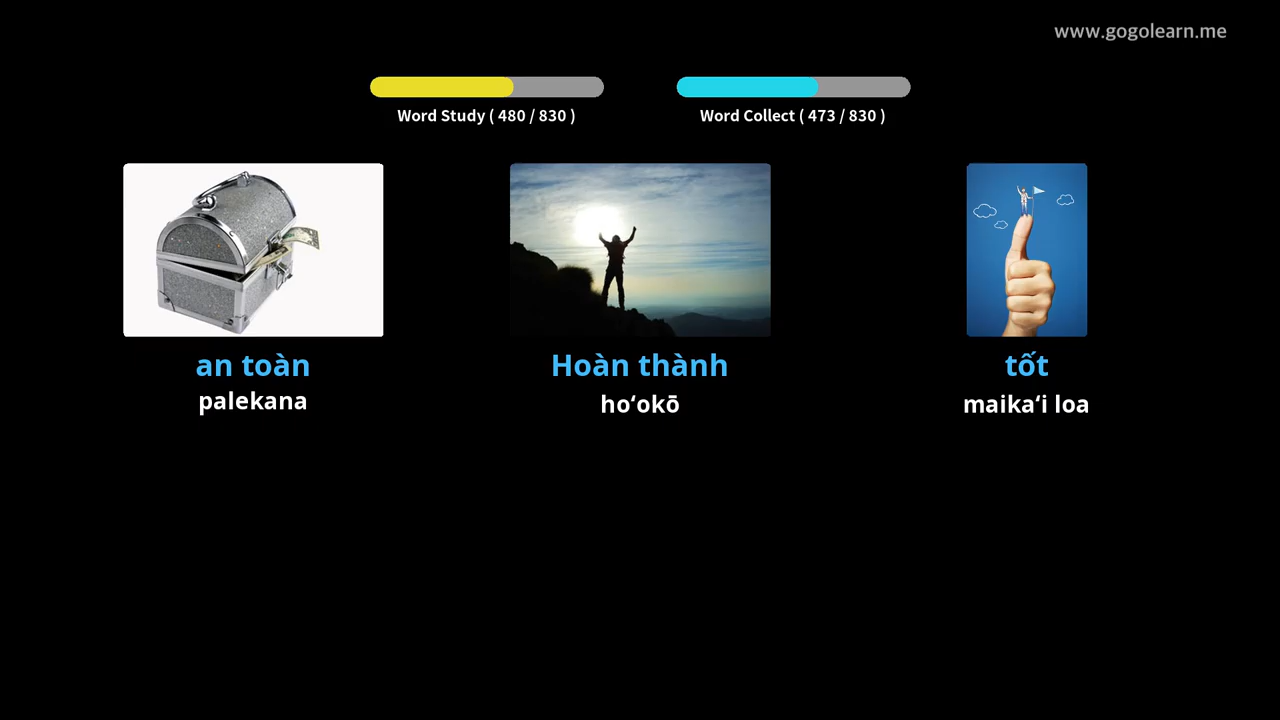 www.gogolearn.me
Word Study ( 480 / 830 )
Word Collect ( 473 / 830 )
an toàn
palekana
Hoàn thành
hoʻokō
tốt
maikaʻi loa